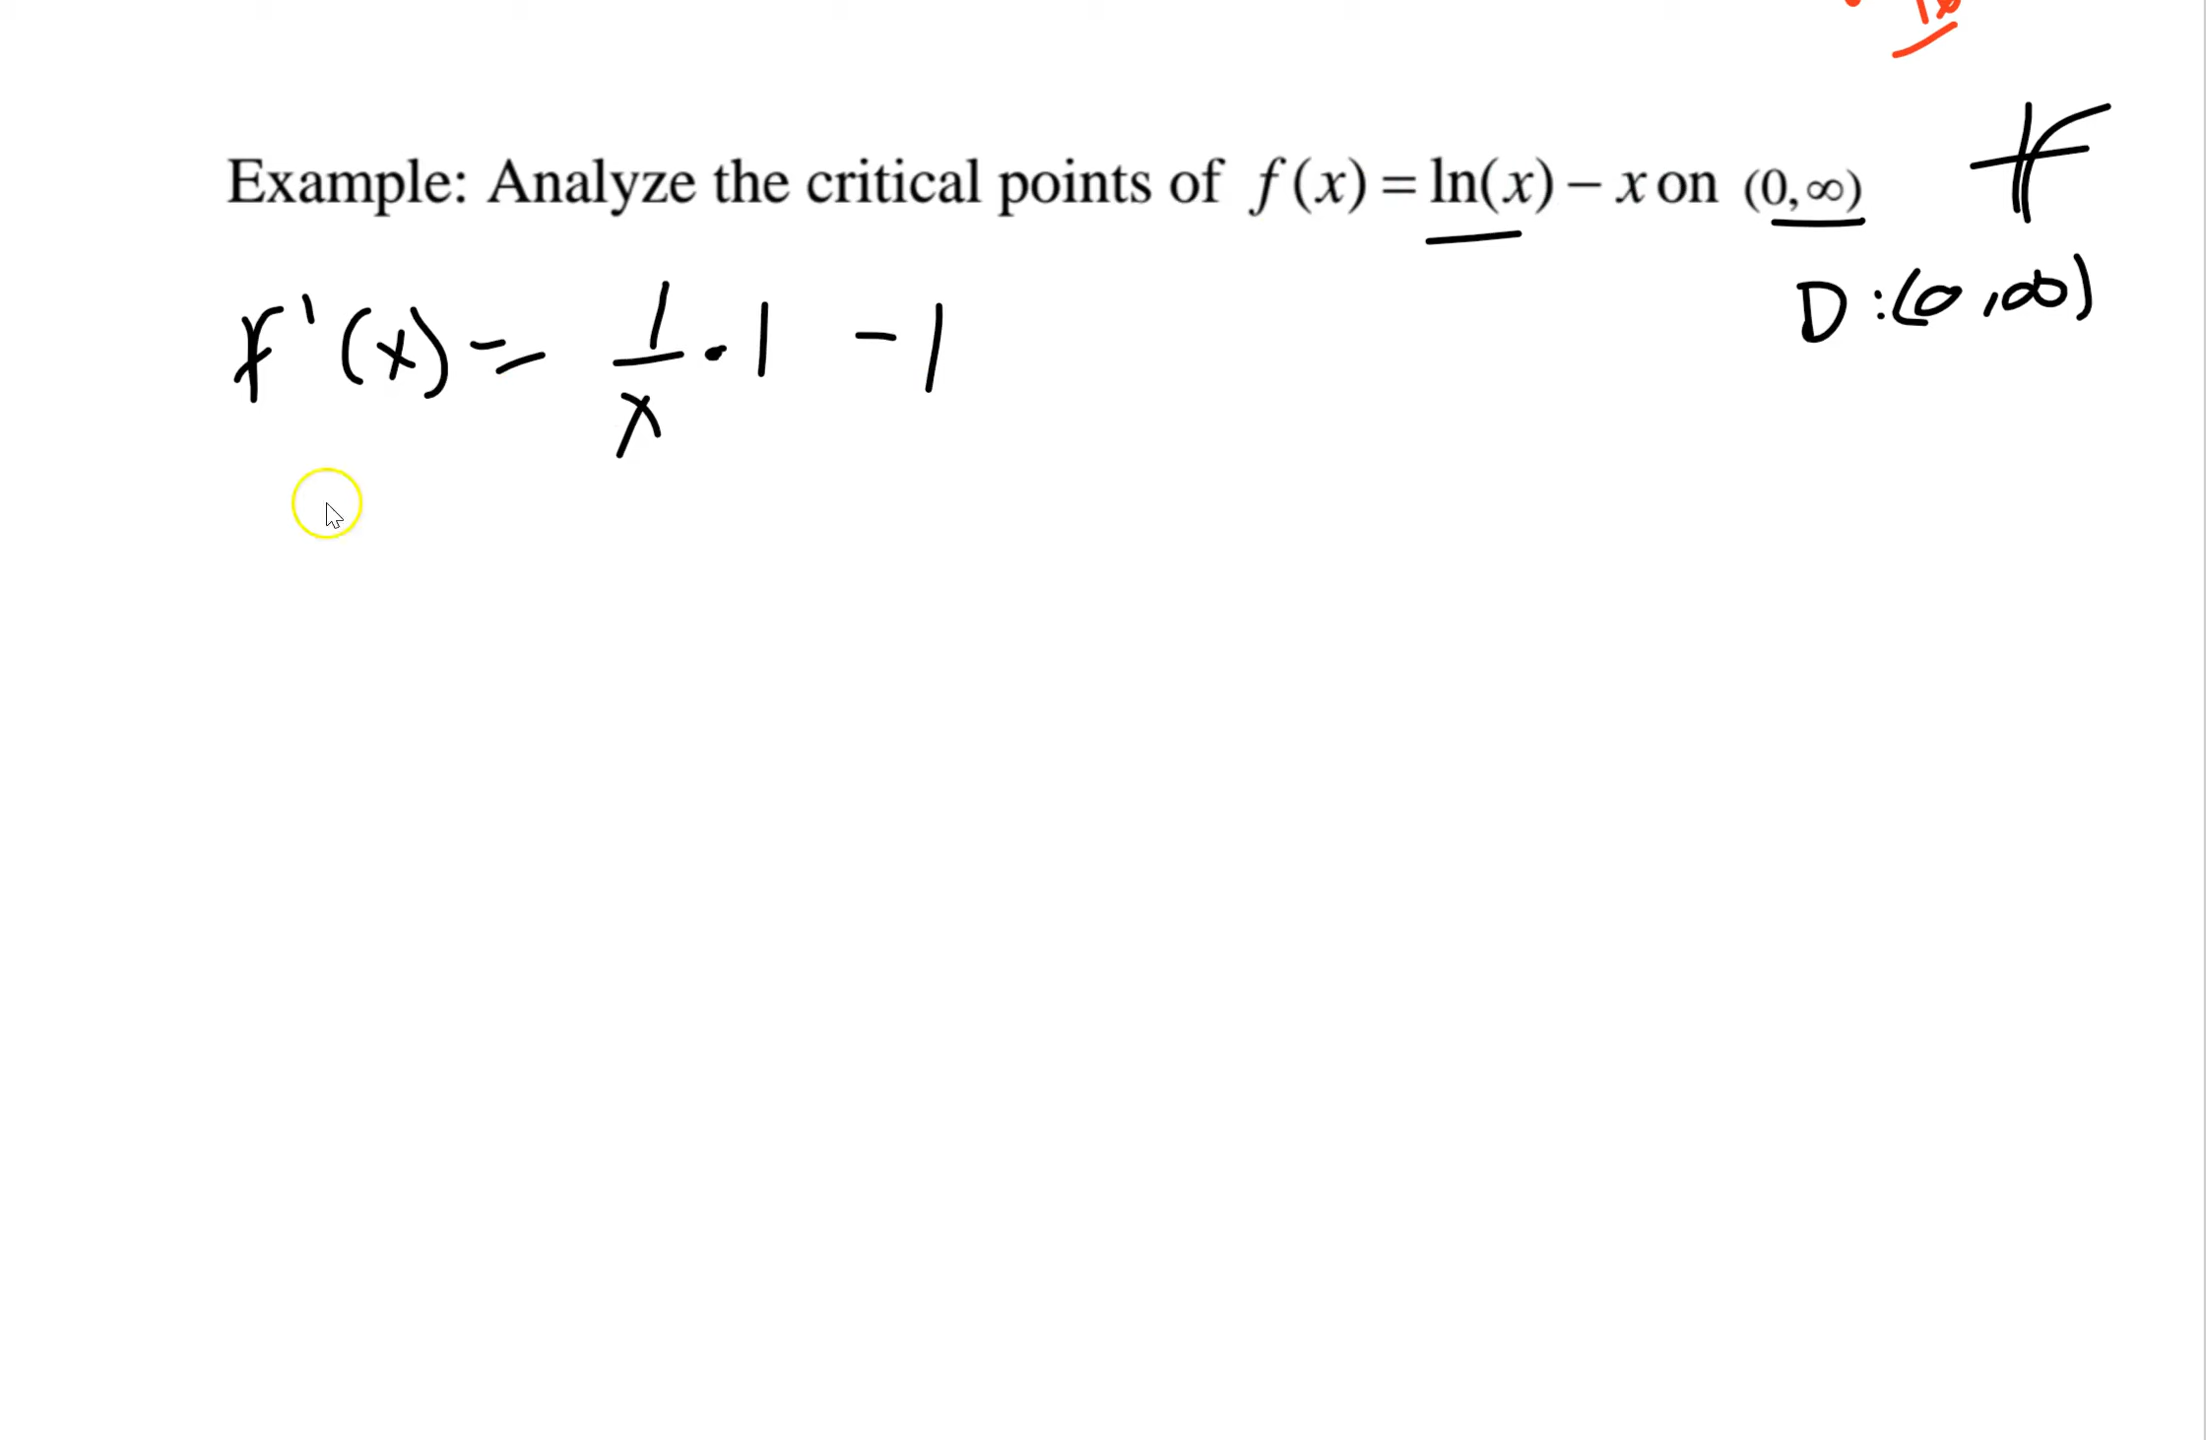 Example: Analyze the critical points of f(x) = ln(x) − x on (0, ∞)
D : (0, ∞)
f'(x) = 1/x · 1 − 1